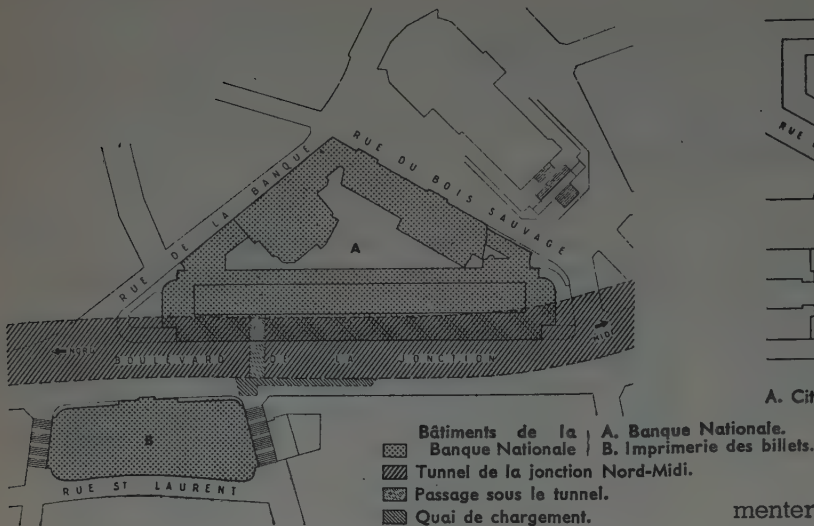 RUE DE LA BANQUE
RUE DU BOIS SAUVAGE
A
NORD
MIDI
BOULEVARD DE LA JONCTION
B
RUE ST LAURENT
Bâtiments de la Banque Nationale
A. Banque Nationale.
B. Imprimerie des billets.
Tunnel de la jonction Nord-Midi.
Passage sous le tunnel.
Quai de chargement.
RUE
A. Cit
menter